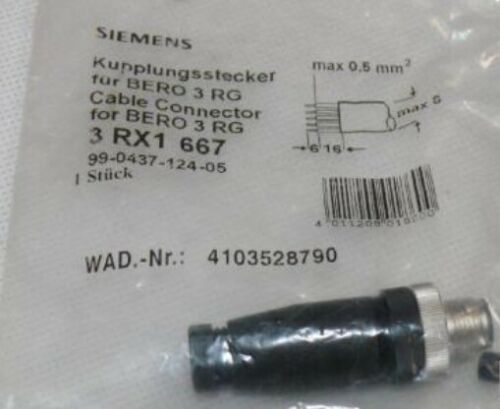 SIEMENS
Kupplungsstecker
für BERO 3 RG
Cable Connector
for BERO 3 RG
3 RX1 667
99-0437-124-05
1 Stück
max 0.5 mm²
max
6 16
WAD.-Nr.: 4103528790